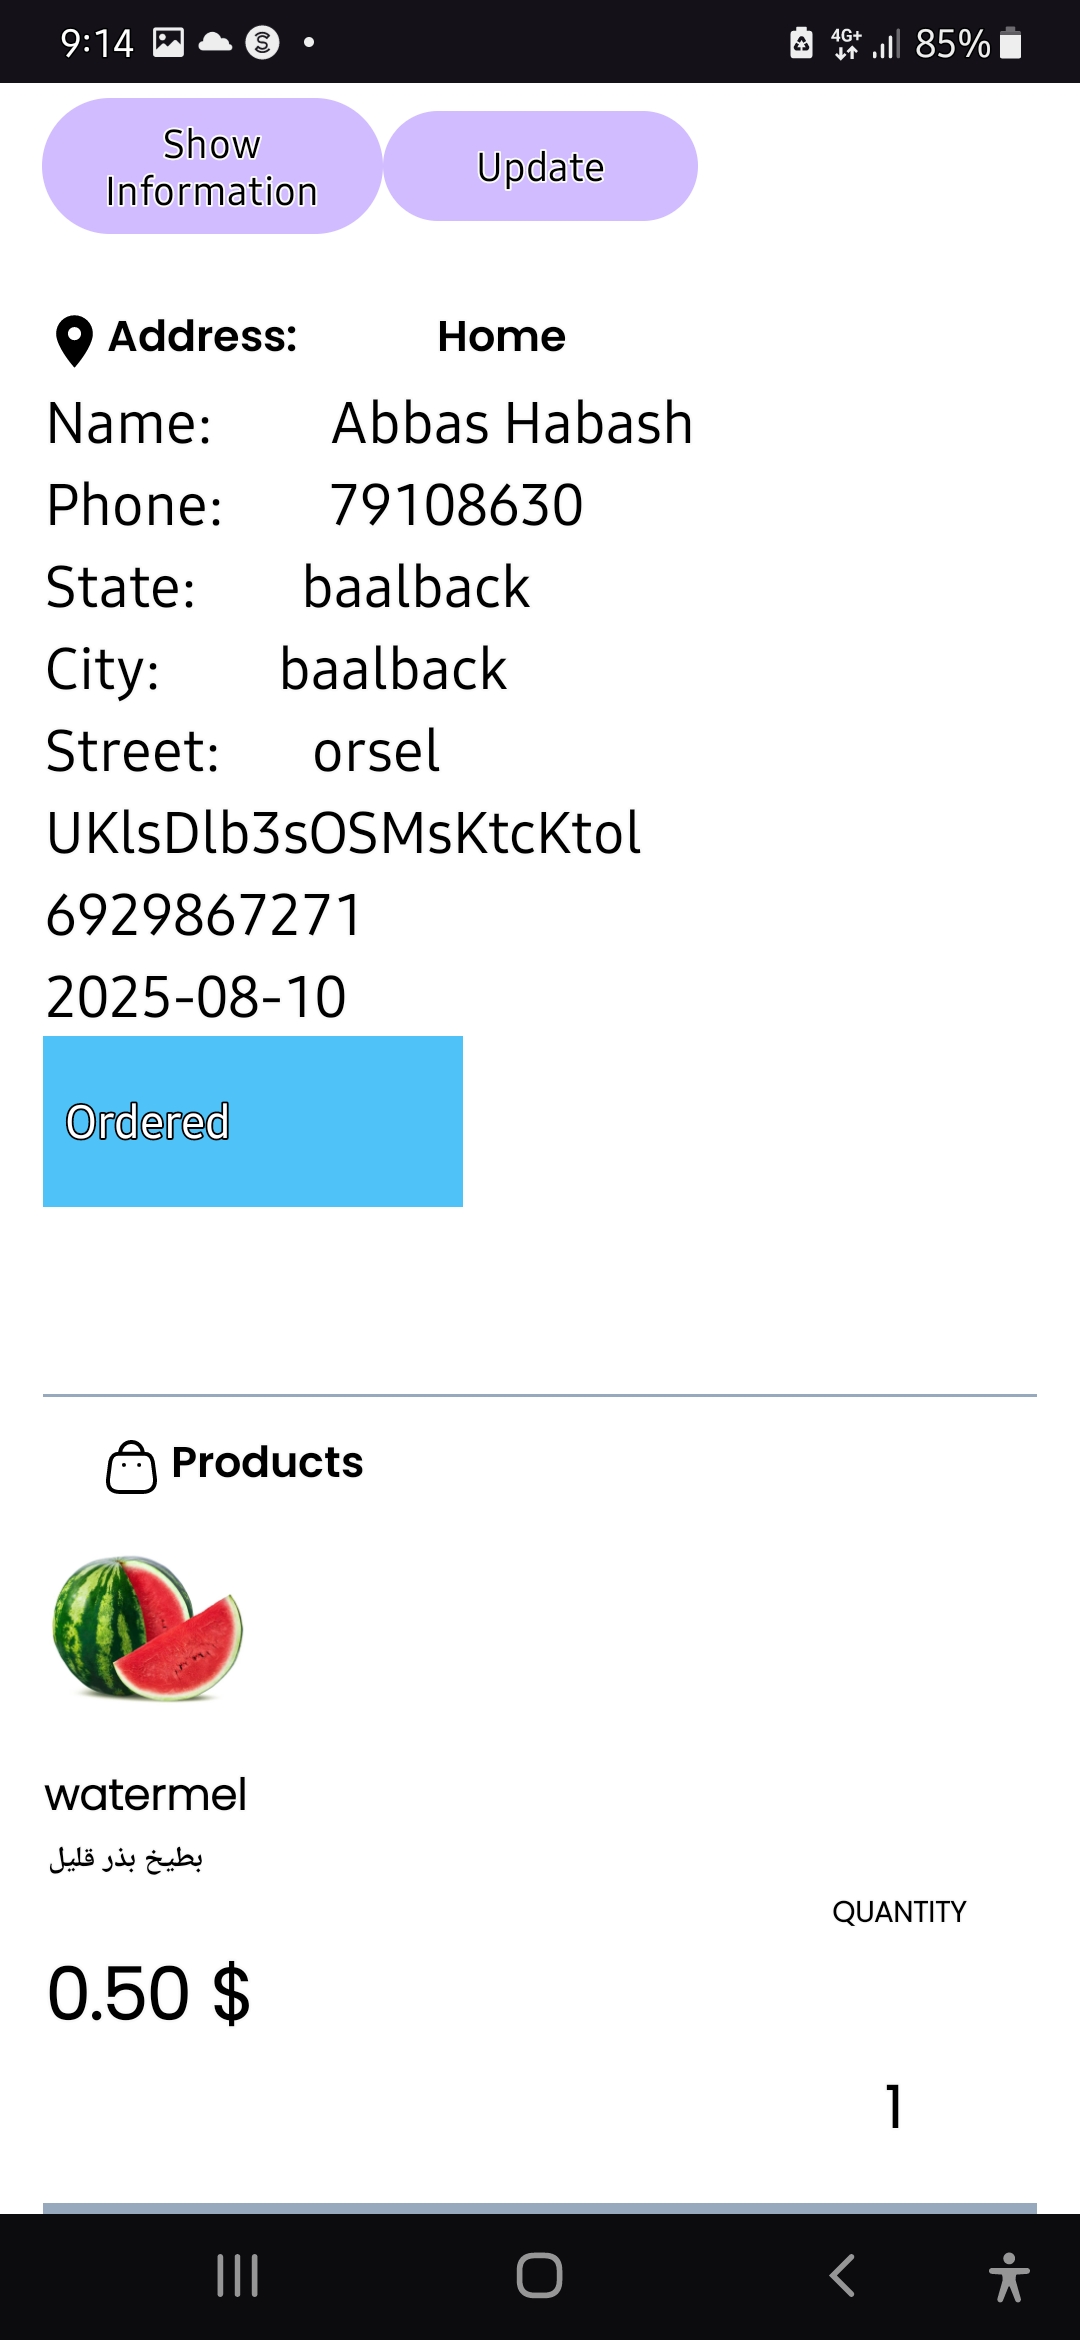 9:14
4G+
85%
Show
Information
Update
Address: Home
Name: Abbas Habash
Phone: 79108630
State: baalback
City: baalback
Street: orsel
UKlsDlb3sOSMsKtcKtol
6929867271
2025-08-10
Ordered
Products
watermel
بطيخ بذر قليل
QUANTITY
0.50 $
1